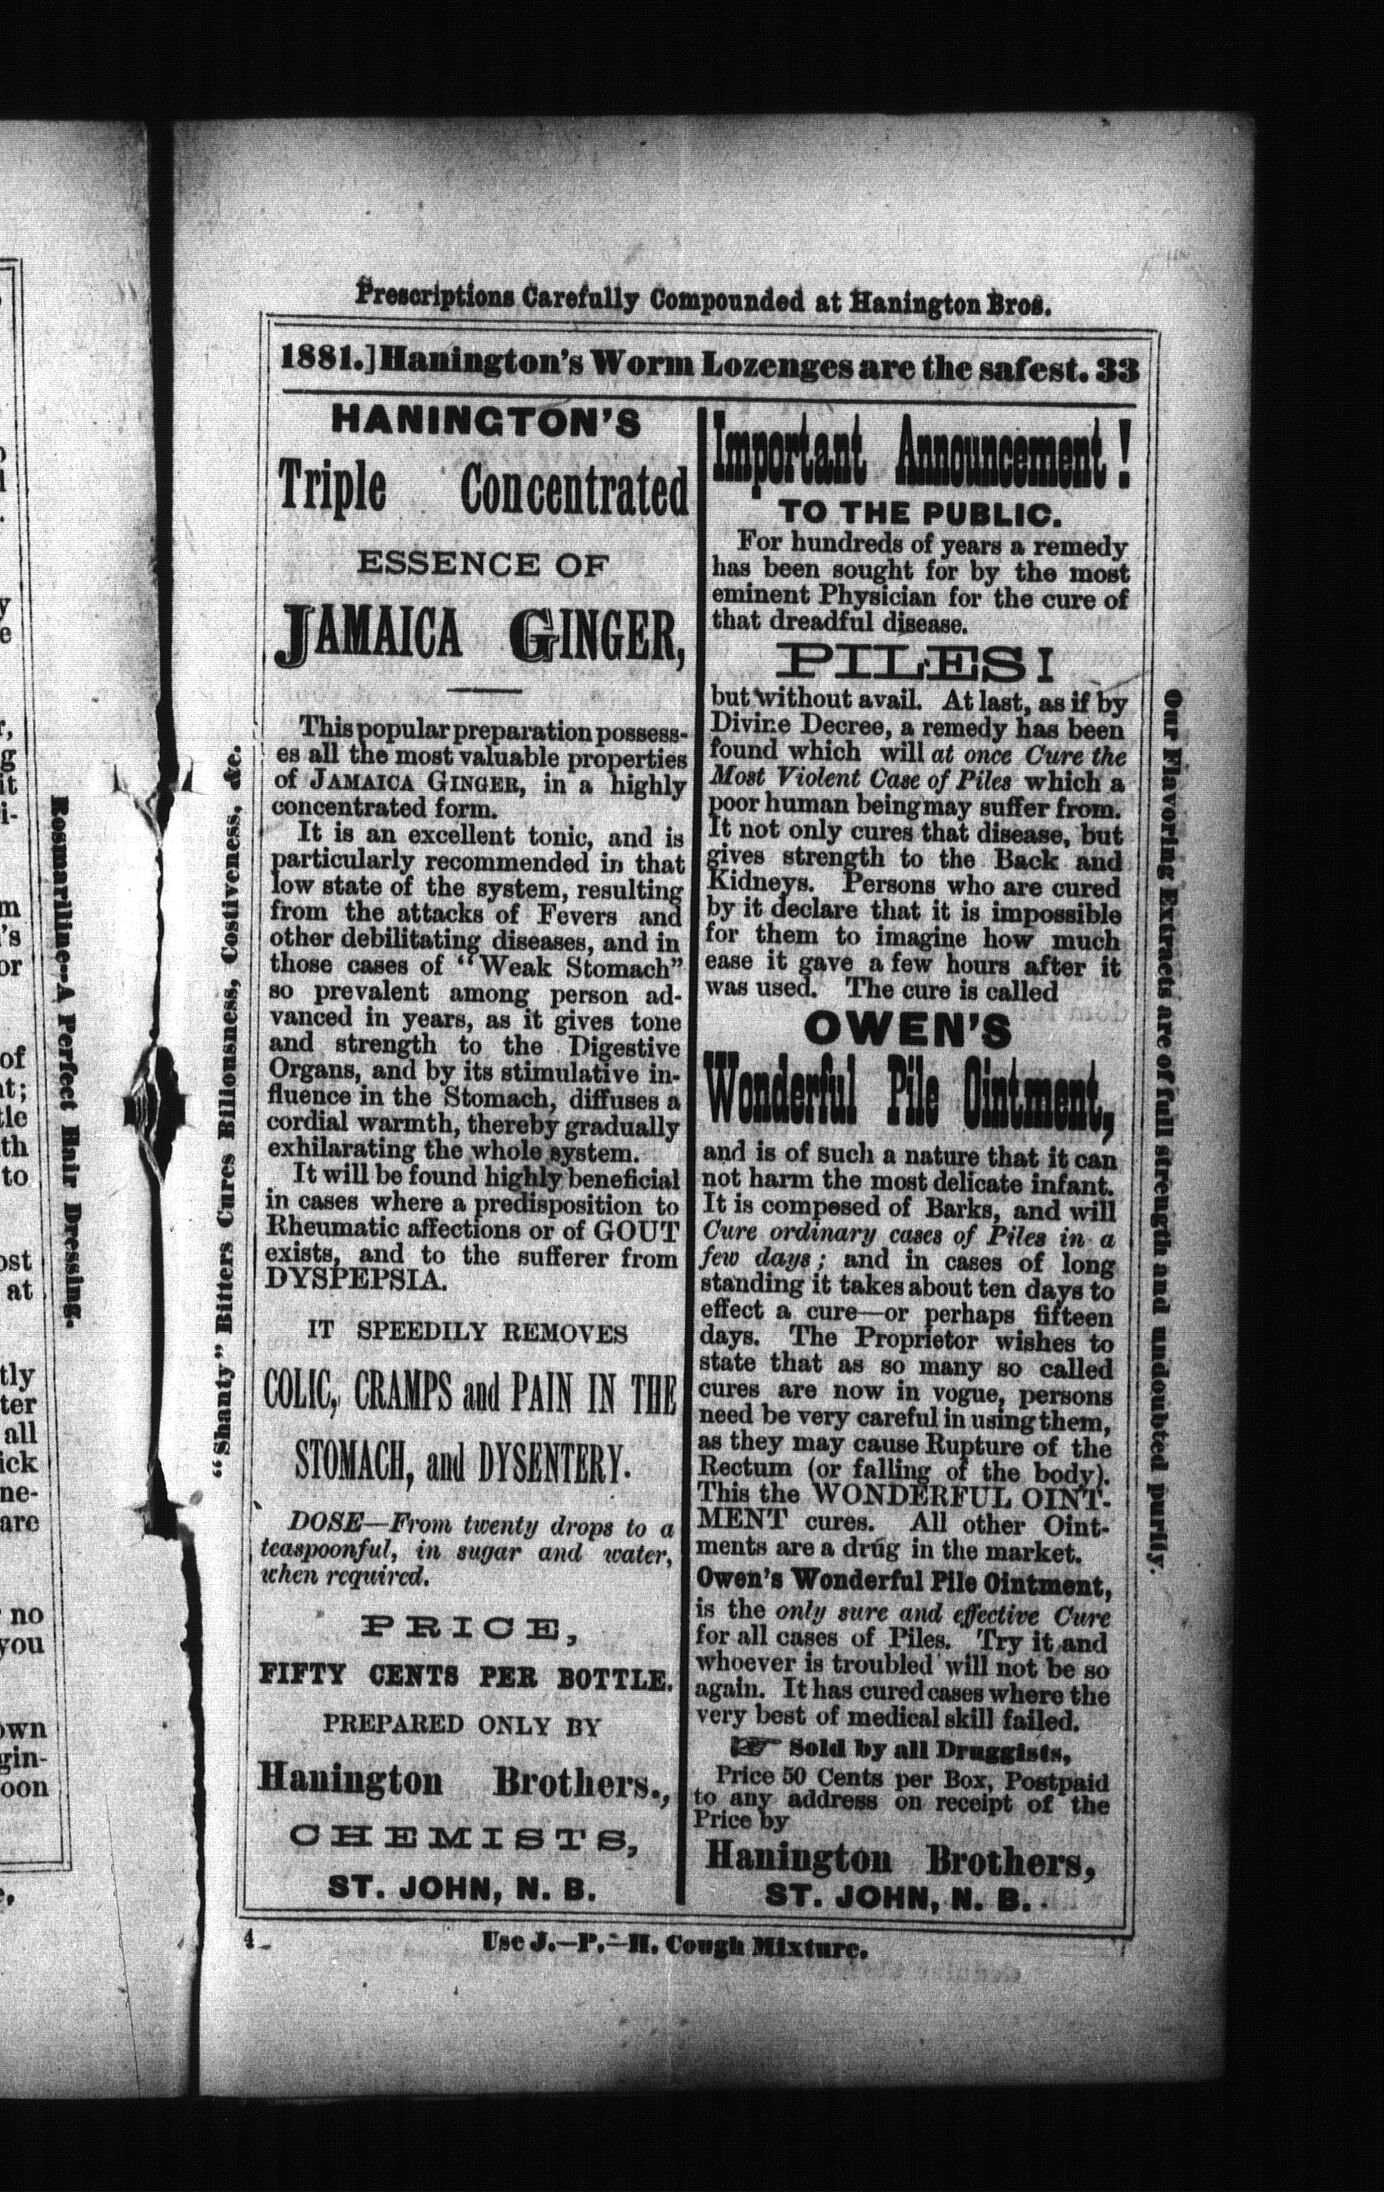 Prescriptions Carefully Compounded at Hanington Bros.
1881.] Hanington's Worm Lozenges are the safest. 33
HANINGTON'S
Triple Concentrated
ESSENCE OF
JAMAICA GINGER,
This popular preparation possess-
es all the most valuable properties
of JAMAICA GINGER, in a highly
concentrated form.
It is an excellent tonic, and is
particularly recommended in that
low state of the system, resulting
from the attacks of Fevers and
other debilitating diseases, and in
those cases of "Weak Stomach"
so prevalent among person ad-
vanced in years, as it gives tone
and strength to the Digestive
Organs, and by its stimulative in-
fluence in the Stomach, diffuses a
cordial warmth, thereby gradually
exhilarating the whole system.
It will be found highly beneficial
in cases where a predisposition to
Rheumatic affections or of GOUT
exists, and to the sufferer from
DYSPEPSIA.
IT SPEEDILY REMOVES
COLIC, CRAMPS and PAIN IN THE
STOMACH, and DYSENTERY.
DOSE—From twenty drops to a
teaspoonful, in sugar and water,
when required.
PRICE,
FIFTY CENTS PER BOTTLE.
PREPARED ONLY BY
Hanington Brothers.,
CHEMISTS,
ST. JOHN, N. B.
Important Announcement!
TO THE PUBLIC.
For hundreds of years a remedy
has been sought for by the most
eminent Physician for the cure of
that dreadful disease.
PILES!
but without avail. At last, as if by
Divine Decree, a remedy has been
found which will at once Cure the
Most Violent Case of Piles which a
poor human being may suffer from.
It not only cures that disease, but
gives strength to the Back and
Kidneys. Persons who are cured
by it declare that it is impossible
for them to imagine how much
ease it gave a few hours after it
was used. The cure is called
OWEN'S
Wonderful Pile Ointment,
and is of such a nature that it can
not harm the most delicate infant.
It is composed of Barks, and will
Cure ordinary cases of Piles in a
few days; and in cases of long
standing it takes about ten days to
effect a cure—or perhaps fifteen
days. The Proprietor wishes to
state that as so many so called
cures are now in vogue, persons
need be very careful in using them,
as they may cause Rupture of the
Rectum (or falling of the body).
This the WONDERFUL OINT-
MENT cures. All other Oint-
ments are a drug in the market.
Owen's Wonderful Pile Ointment,
is the only sure and effective Cure
for all cases of Piles. Try it and
whoever is troubled will not be so
again. It has cured cases where the
very best of medical skill failed.
☞ Sold by all Druggists,
Price 50 Cents per Box, Postpaid
to any address on receipt of the
Price by
Hanington Brothers,
ST. JOHN, N. B.
4
Use J.—P.—H. Cough Mixture.
"Shanty" Bitters Cures Billiousness, Costiveness, &c.
Our Flavoring Extracts are of full strength and undoubted purity.
Rosmariline--A Perfect Hair Dressing.